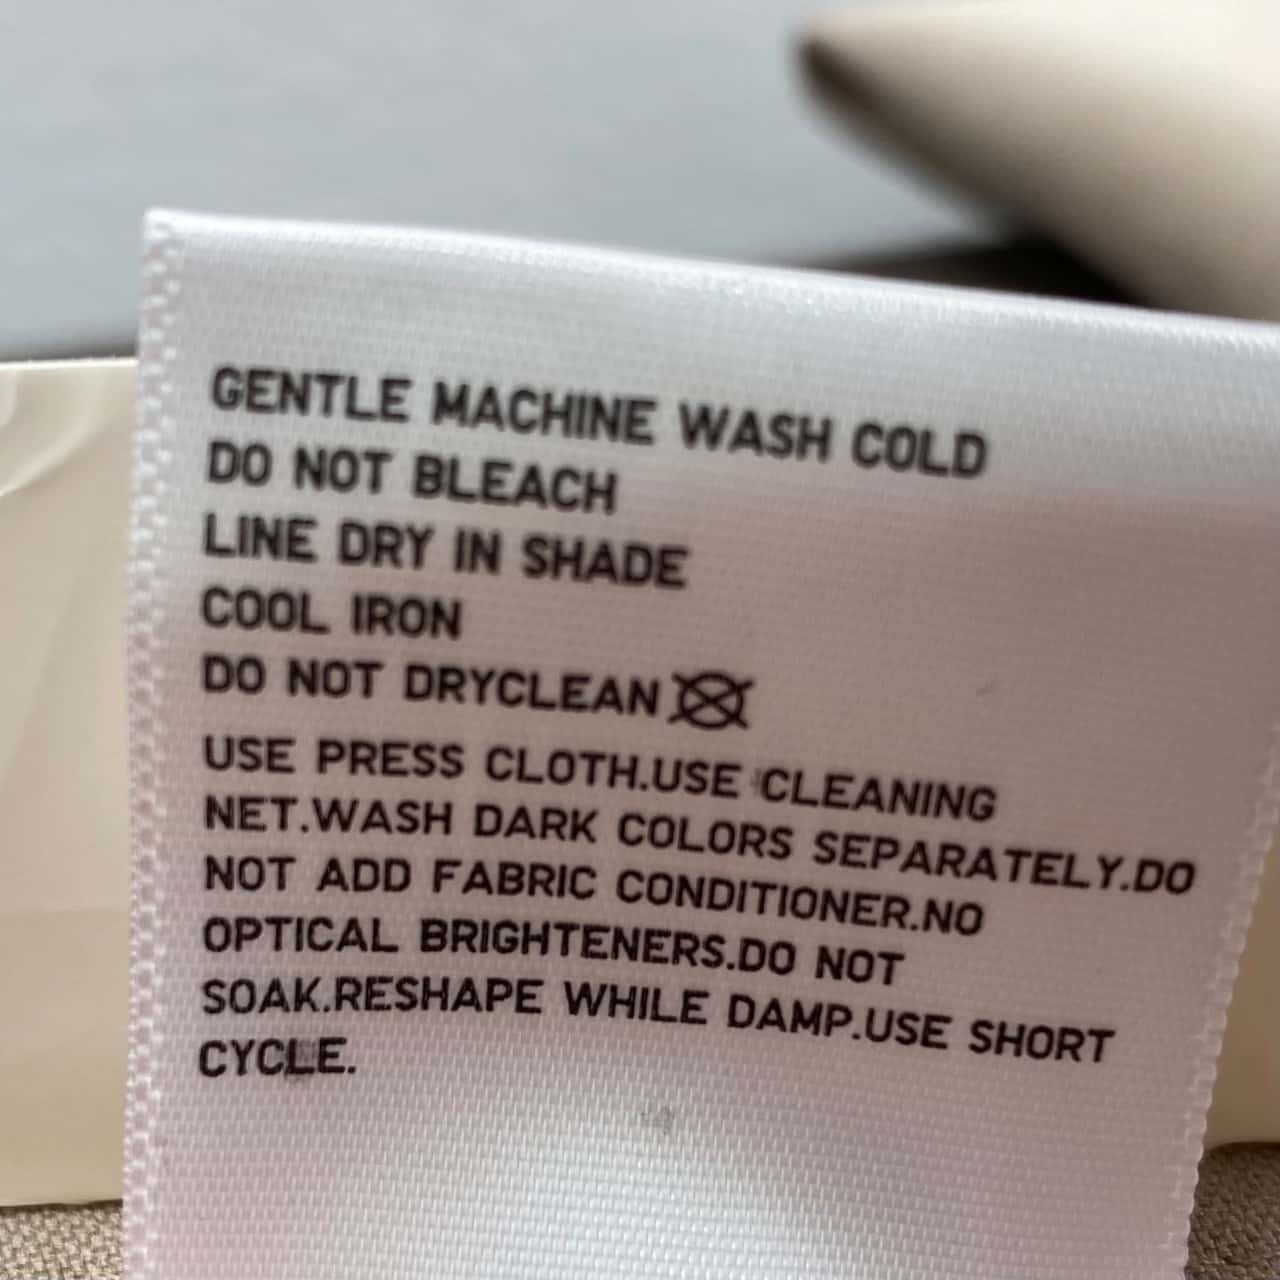 GENTLE MACHINE WASH COLD
DO NOT BLEACH
LINE DRY IN SHADE
COOL IRON
DO NOT DRYCLEAN
USE PRESS CLOTH.USE CLEANING
NET.WASH DARK COLORS SEPARATELY.DO
NOT ADD FABRIC CONDITIONER.NO
OPTICAL BRIGHTENERS.DO NOT
SOAK.RESHAPE WHILE DAMP.USE SHORT
CYCLE.